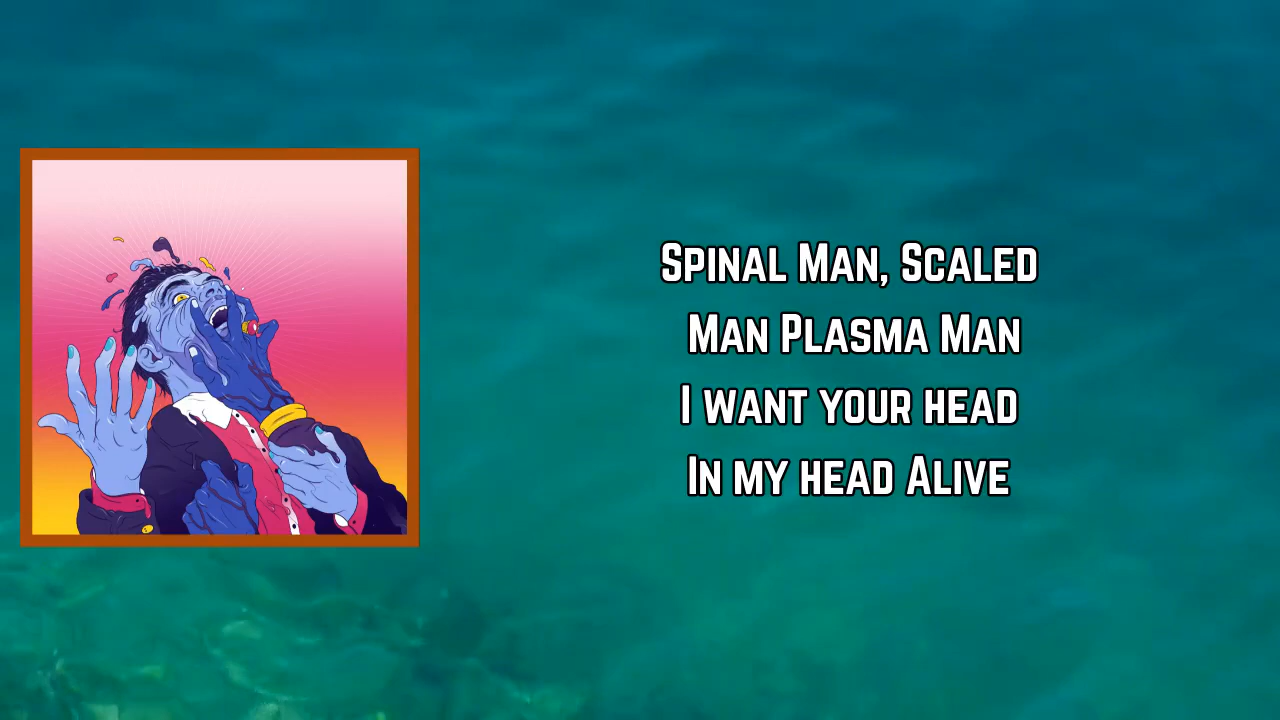 Spinal Man, Scaled
Man Plasma Man
I want your head
In my head Alive